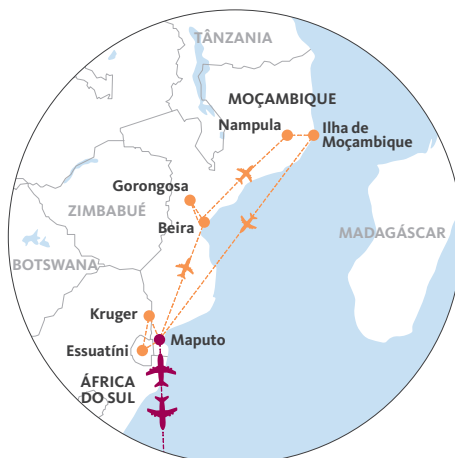 TÂNZANIA
MOÇAMBIQUE
Nampula
Ilha de
Moçambique
Gorongosa
ZIMBABUÉ
Beira
MADAGÁSCAR
BOTSWANA
Kruger
Maputo
Essuatíni
ÁFRICA
DO SUL